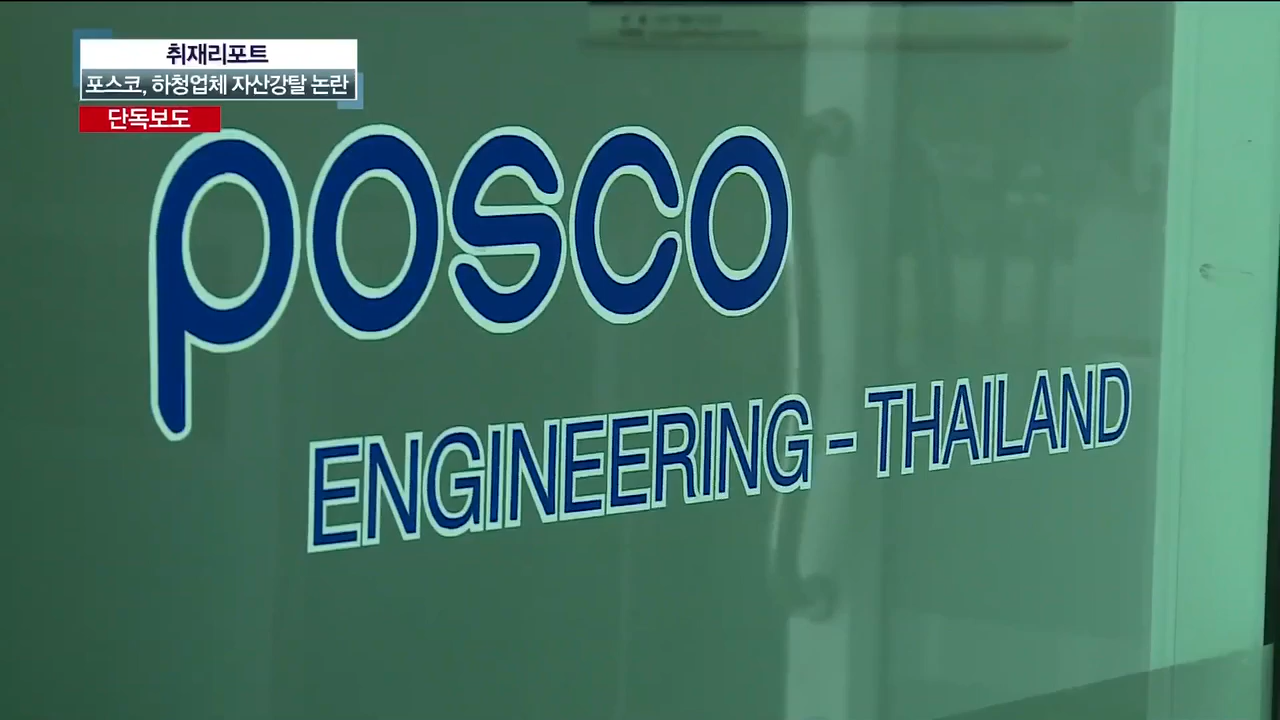 취재리포트
포스코, 하청업체 자산강탈 논란
단독보도
posco
ENGINEERING - THAILAND